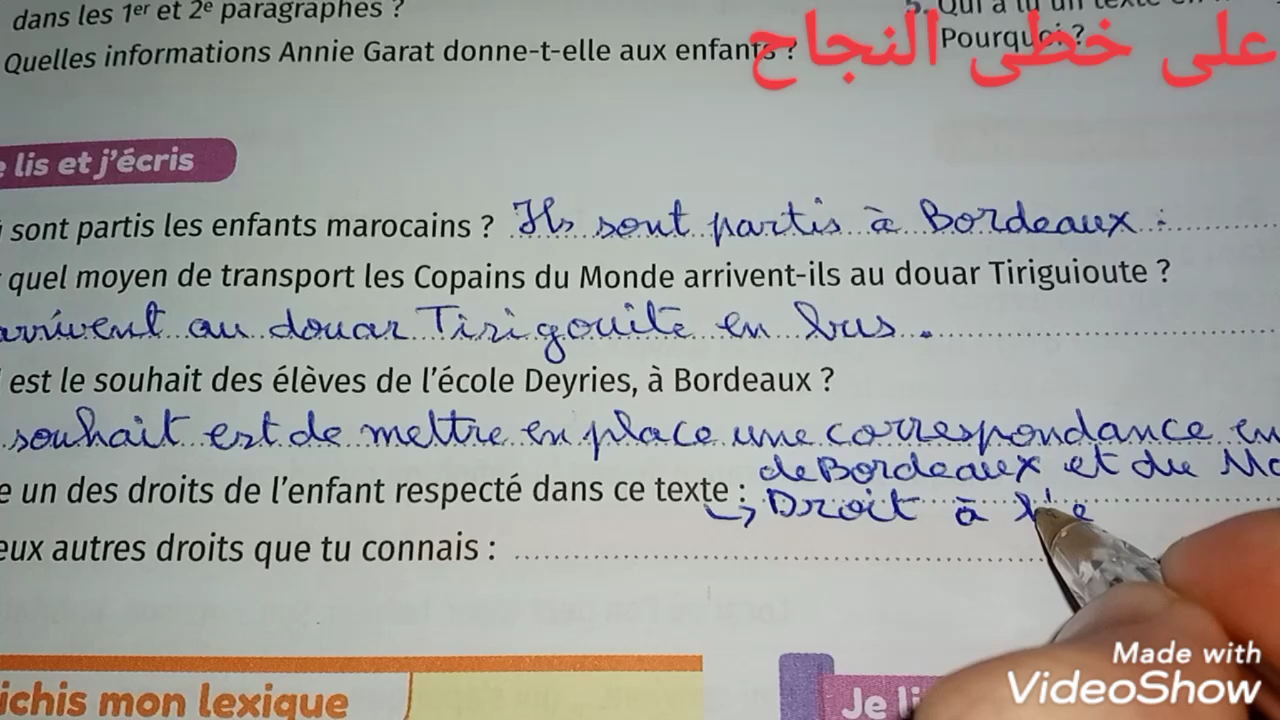 dans les 1er et 2e paragraphes ?
5. Qui a
Pourquoi ?
Quelles informations Annie Garat donne-t-elle aux enfants ?
على خطى النجاح
lis et j'écris
sont partis les enfants marocains ? Ils sont partis à Bordeaux.
quel moyen de transport les Copains du Monde arrivent-ils au douar Tiriguioute ?
arrivent au douar Tirigouite en bus.
est le souhait des élèves de l'école Deyries, à Bordeaux ?
souhait est de mettre en place une correspondance en
de Bordeaux et du
un des droits de l'enfant respecté dans ce texte :
Droit à l'é
autres droits que tu connais :
ichis mon lexique
Je
Made with
VideoShow